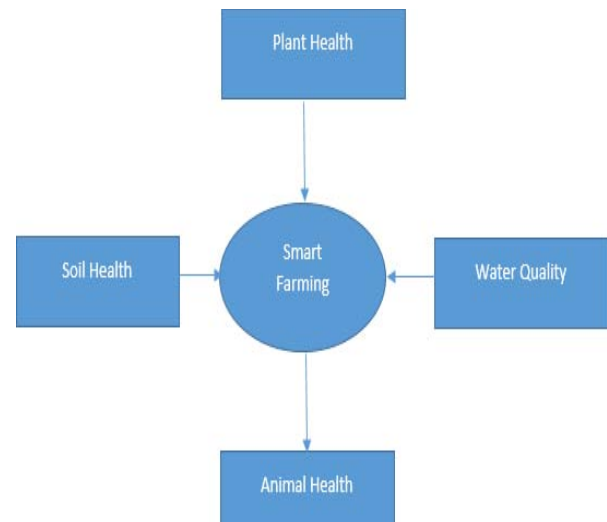 Plant Health
Soil Health
Smart
Farming
Water Quality
Animal Health